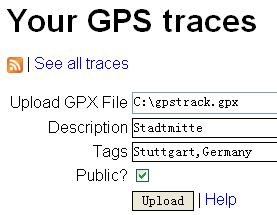 Your GPS traces
| See all traces
Upload GPX File C:\gpstrack.gpx
Description Stadtmitte
Tags Stuttgart,Germany
Public?
Upload | Help